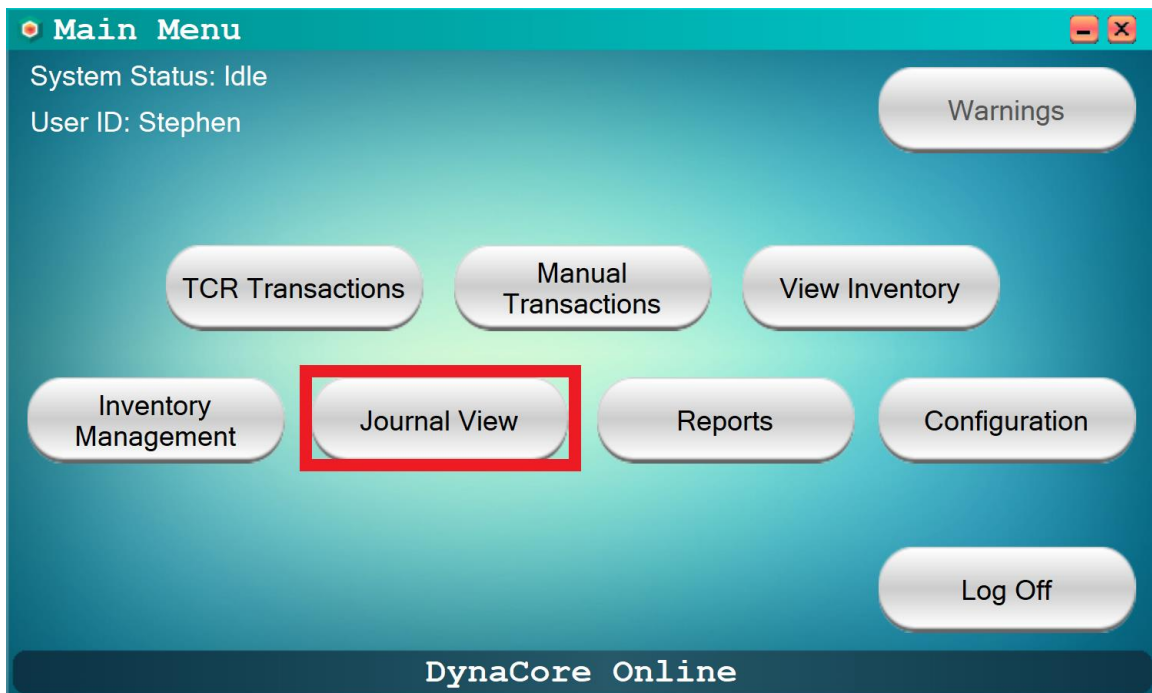 Main Menu
System Status: Idle
User ID: Stephen
Warnings
TCR Transactions
Manual
Transactions
View Inventory
Inventory
Management
Journal View
Reports
Configuration
Log Off
DynaCore Online